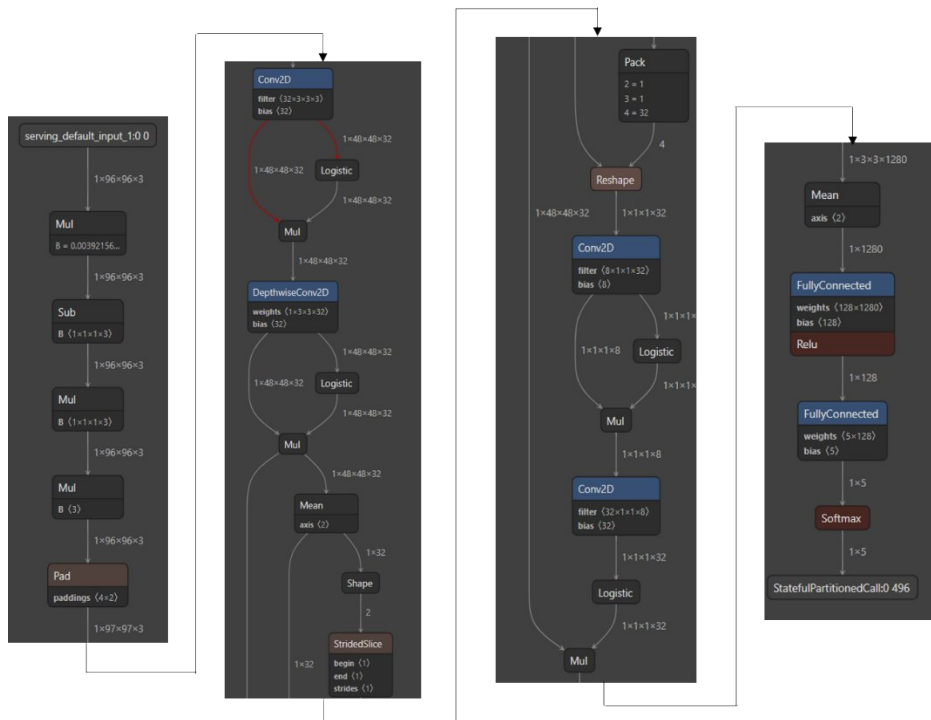 serving_default_input_1:0 0
1×96×96×3
Mul
B = 0.00392156...
1×96×96×3
Sub
B ⟨1×1×1×3⟩
1×96×96×3
Mul
B ⟨1×1×1×3⟩
1×96×96×3
Mul
B ⟨3⟩
1×96×96×3
Pad
paddings ⟨4×2⟩
1×97×97×3
Conv2D
filter ⟨32×3×3×3⟩
bias ⟨32⟩
1×48×48×32
1×48×48×32
Logistic
1×48×48×32
Mul
1×48×48×32
DepthwiseConv2D
weights ⟨1×3×3×32⟩
bias ⟨32⟩
1×48×48×32
1×48×48×32
Logistic
1×48×48×32
Mul
1×48×48×32
Mean
axis ⟨2⟩
1×32
Shape
2
1×32
StridedSlice
begin ⟨1⟩
end ⟨1⟩
strides ⟨1⟩
Pack
2 = 1
3 = 1
4 = 32
4
Reshape
1×48×48×32
1×1×1×32
Conv2D
filter ⟨8×1×1×32⟩
bias ⟨8⟩
1×1×1×
1×1×1×8
Logistic
1×1×1×
Mul
1×1×1×8
Conv2D
filter ⟨32×1×1×8⟩
bias ⟨32⟩
1×1×1×32
Logistic
1×1×1×32
Mul
1×3×3×1280
Mean
axis ⟨2⟩
1×1280
FullyConnected
weights ⟨128×1280⟩
bias ⟨128⟩
Relu
1×128
FullyConnected
weights ⟨5×128⟩
bias ⟨5⟩
1×5
Softmax
1×5
StatefulPartitionedCall:0 496